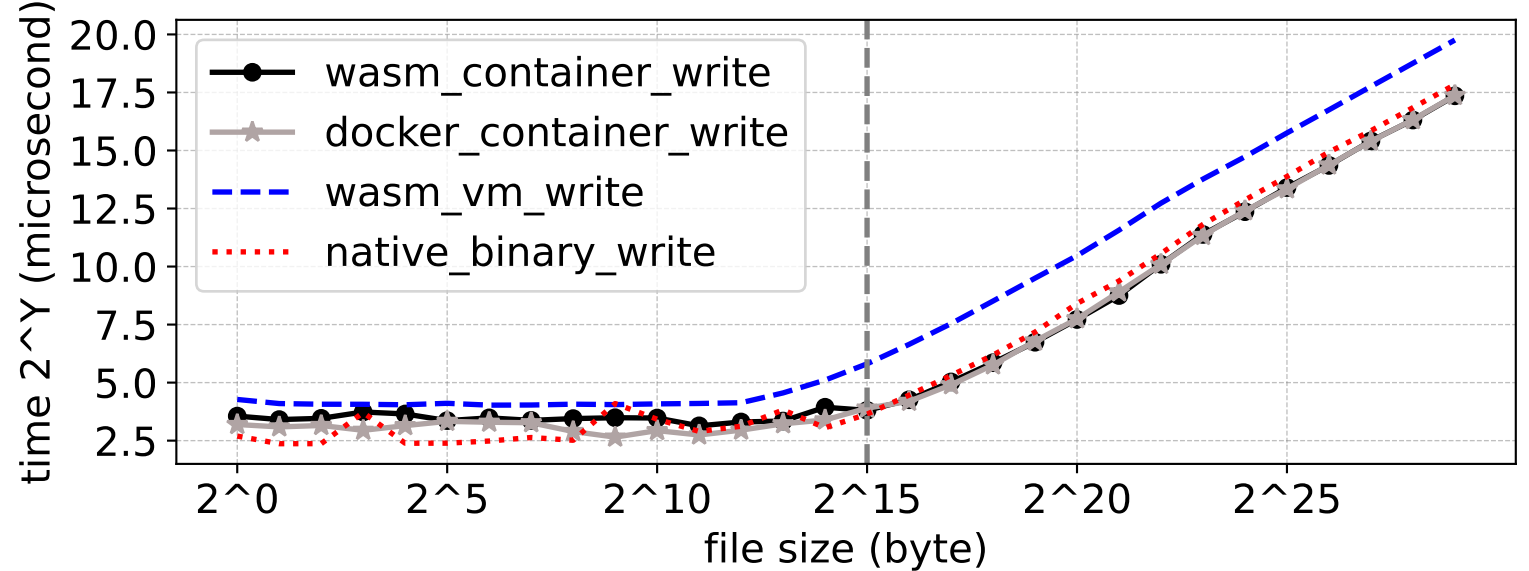 time 2^Y (microsecond)
20.0
17.5
15.0
12.5
10.0
7.5
5.0
2.5
wasm_container_write
docker_container_write
wasm_vm_write
native_binary_write
2^0 2^5 2^10 2^15 2^20 2^25
file size (byte)